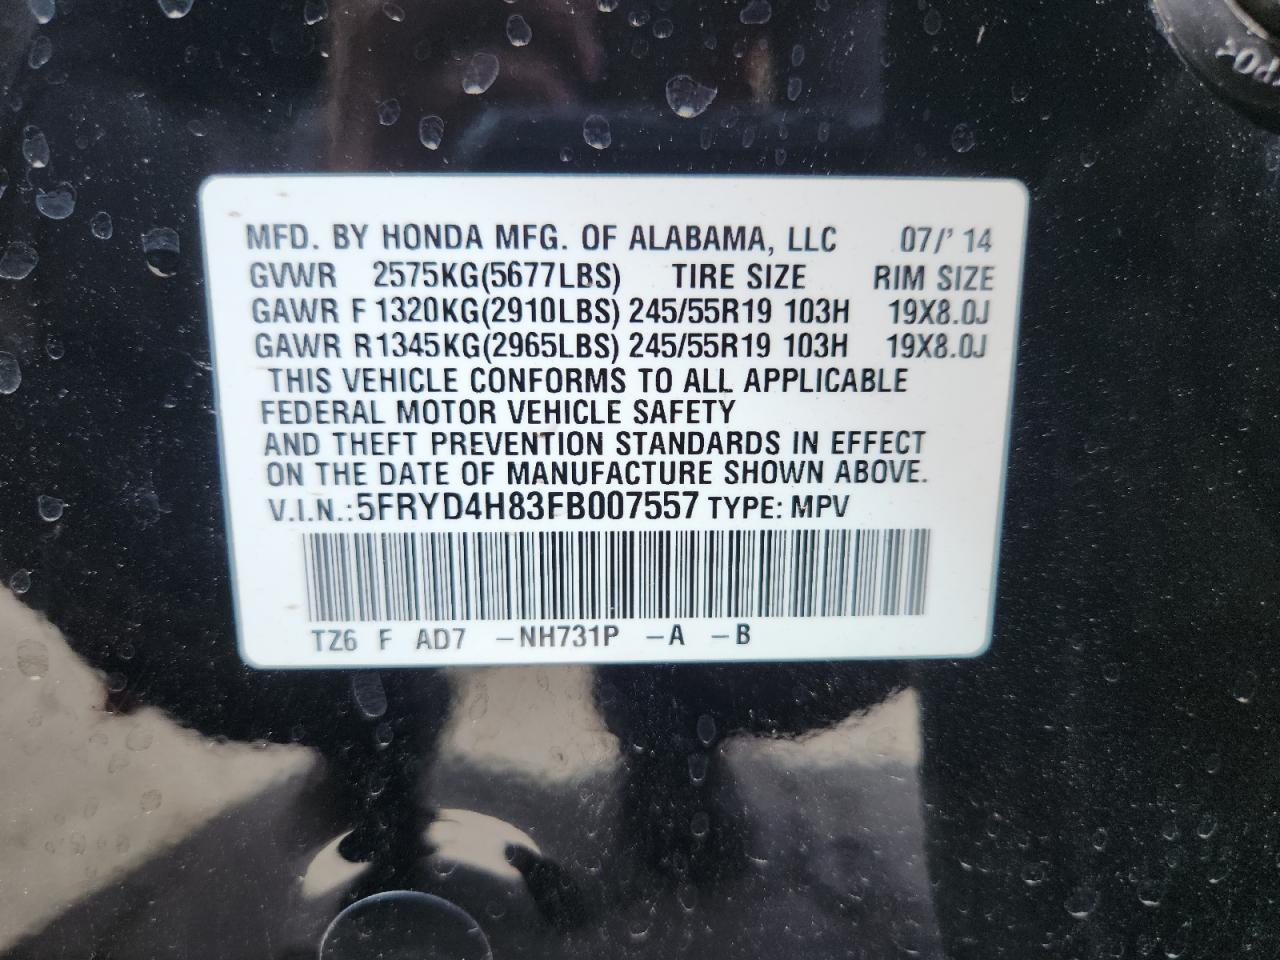 MFD. BY HONDA MFG. OF ALABAMA, LLC 07/' 14
GVWR 2575KG(5677LBS) TIRE SIZE RIM SIZE
GAWR F 1320KG(2910LBS) 245/55R19 103H 19X8.0J
GAWR R1345KG(2965LBS) 245/55R19 103H 19X8.0J
THIS VEHICLE CONFORMS TO ALL APPLICABLE
FEDERAL MOTOR VEHICLE SAFETY
AND THEFT PREVENTION STANDARDS IN EFFECT
ON THE DATE OF MANUFACTURE SHOWN ABOVE.
V.I.N.:5FRYD4H83FB007557 TYPE: MPV
TZ6 F AD7 -NH731P -A -B